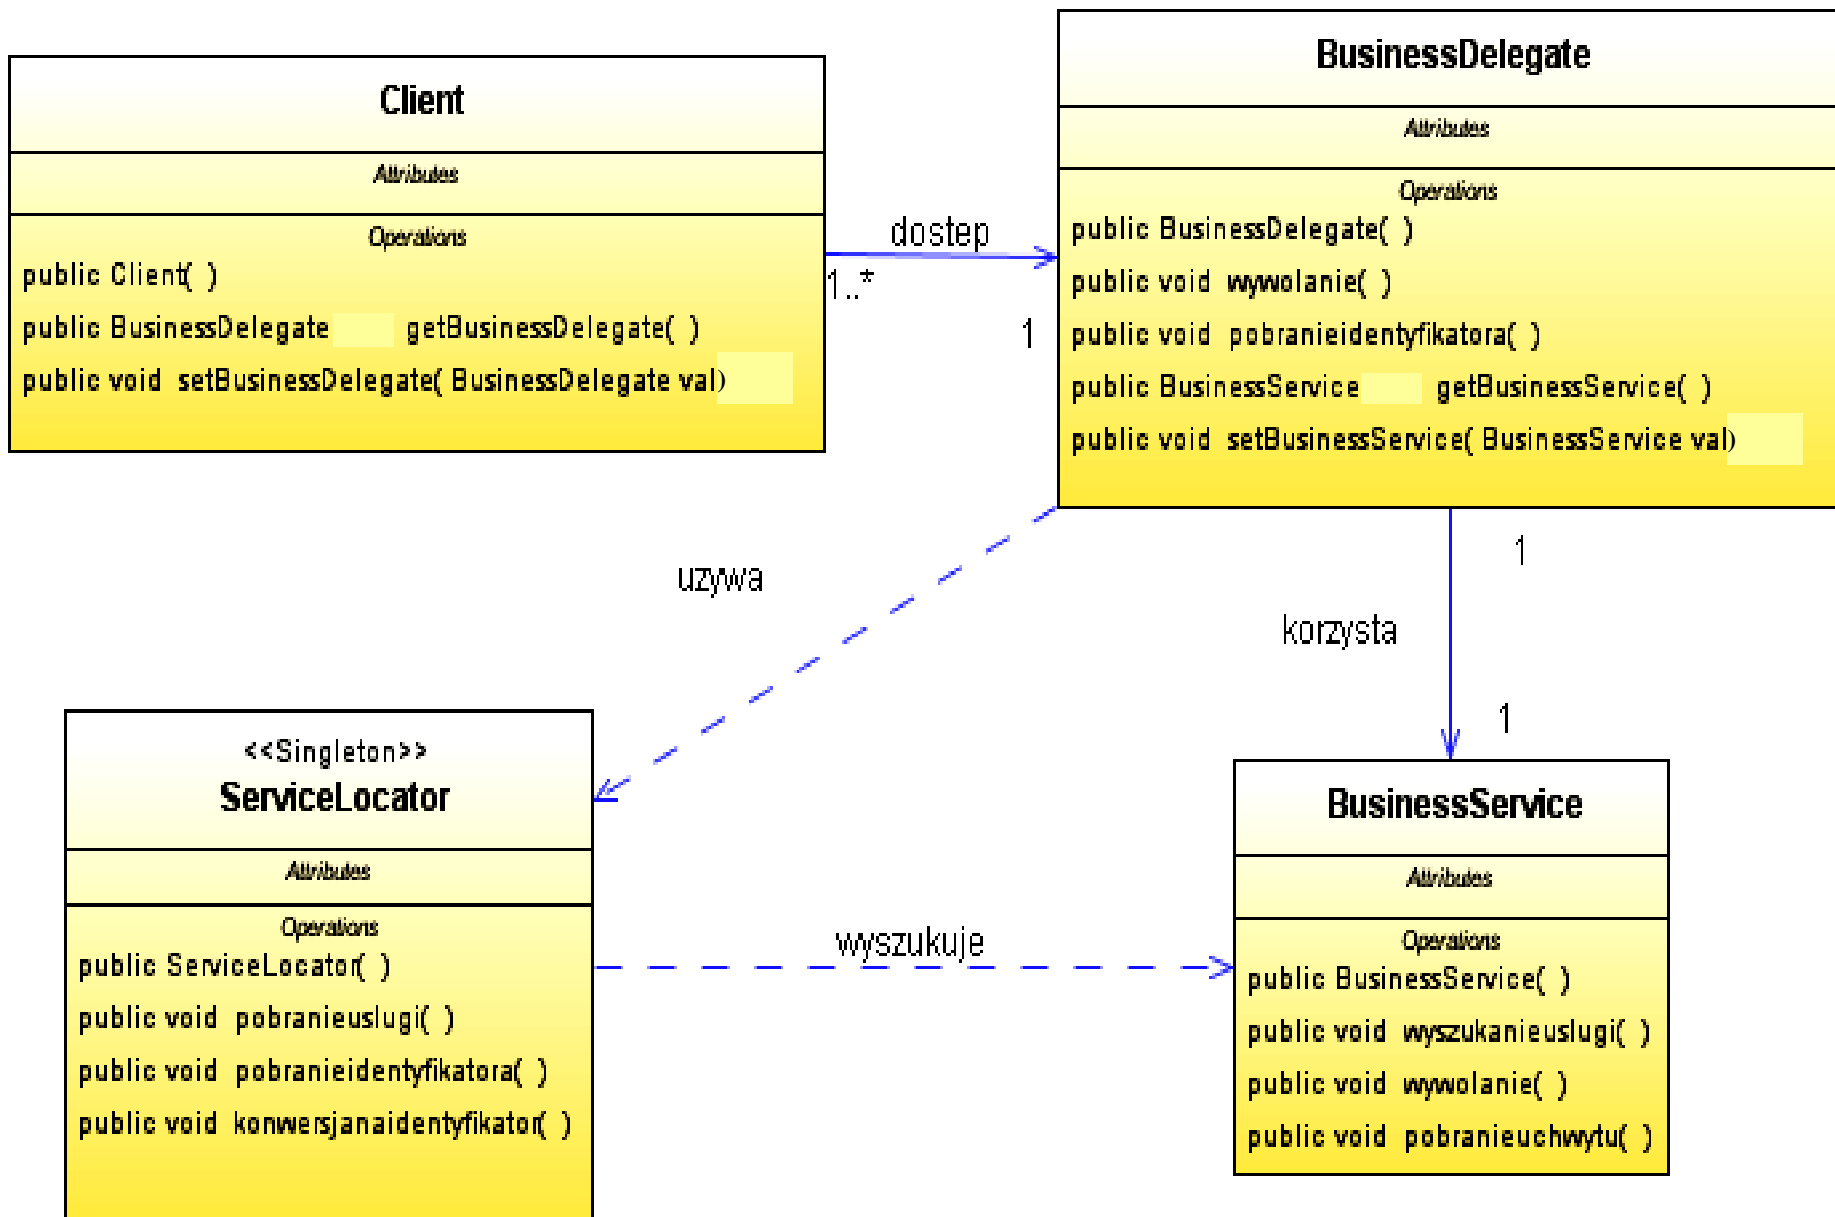 Client
Attributes
Operations
public Client( )
public BusinessDelegate getBusinessDelegate( )
public void setBusinessDelegate( BusinessDelegate val)
dostep
1..*
1
BusinessDelegate
Attributes
Operations
public BusinessDelegate( )
public void wywolanie( )
public void pobranieidentyfikatora( )
public BusinessService getBusinessService( )
public void setBusinessService( BusinessService val)
uzywa
1
korzysta
1
<<Singleton>>
ServiceLocator
Attributes
Operations
public ServiceLocator( )
public void pobranieuslugi( )
public void pobranieidentyfikatora( )
public void konwersjanaidentyfikator( )
wyszukuje
BusinessService
Attributes
Operations
public BusinessService( )
public void wyszukanieuslugi( )
public void wywolanie( )
public void pobranieuchwytu( )